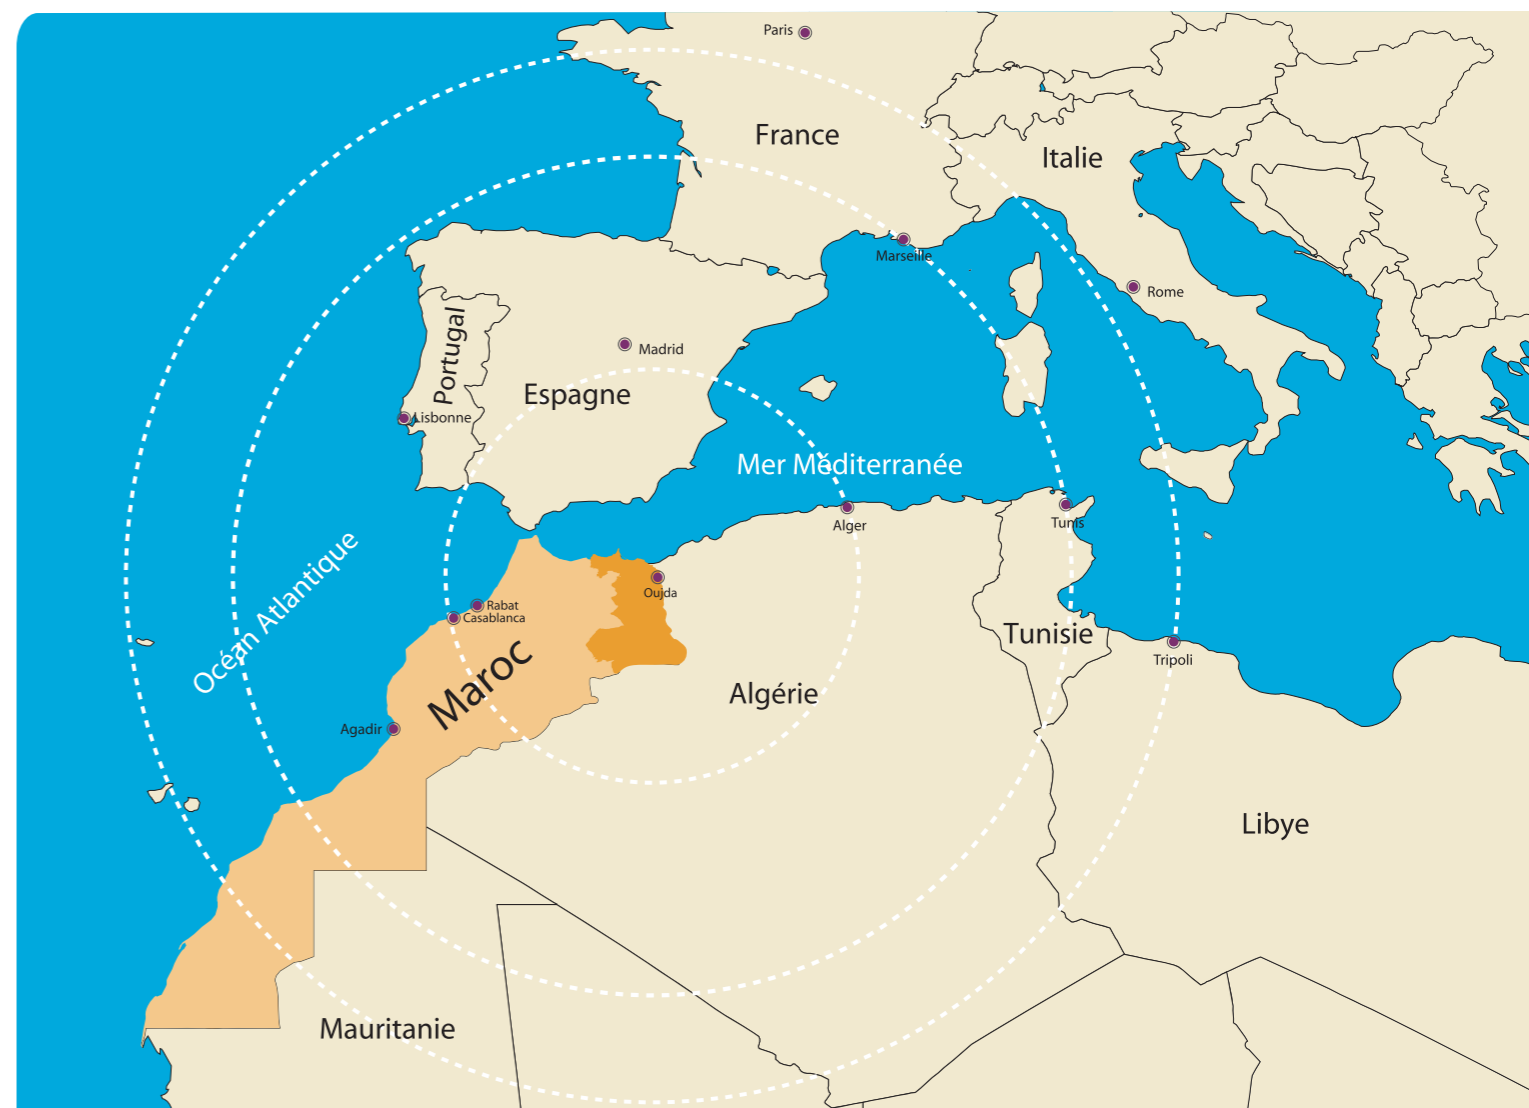 Paris
France
Italie
Marseille
Rome
Portugal
Madrid
Espagne
Lisbonne
Mer Méditerranée
Alger
Tunis
Océan Atlantique
Oujda
Rabat
Casablanca
Tunisie
Tripoli
Maroc
Algérie
Agadir
Libye
Mauritanie